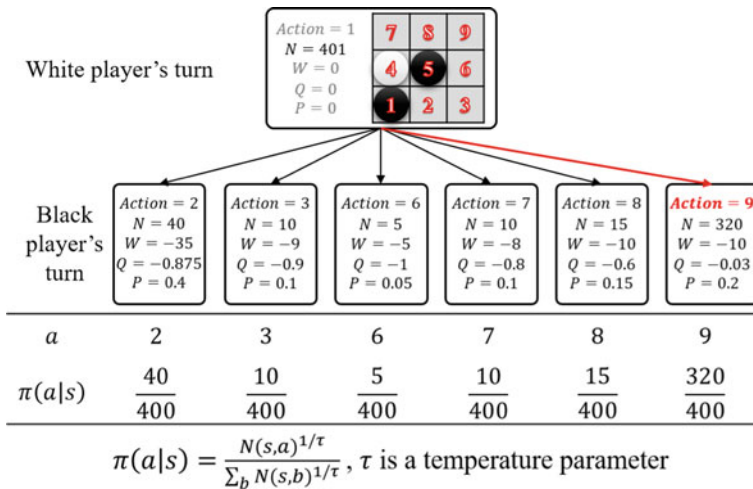 Action = 1
N = 401
W = 0
Q = 0
P = 0
7 8 9
4 5 6
1 2 3
White player's turn
Black player's turn
Action = 2
N = 40
W = −35
Q = −0.875
P = 0.4
Action = 3
N = 10
W = −9
Q = −0.9
P = 0.1
Action = 6
N = 5
W = −5
Q = −1
P = 0.05
Action = 7
N = 10
W = −8
Q = −0.8
P = 0.1
Action = 8
N = 15
W = −10
Q = −0.6
P = 0.15
Action = 9
N = 320
W = −10
Q = −0.03
P = 0.2
a 2 3 6 7 8 9
π(a|s) 40/400 10/400 5/400 10/400 15/400 320/400
π(a|s) = N(s,a)^{1/τ} / ∑_b N(s,b)^{1/τ}, τ is a temperature parameter